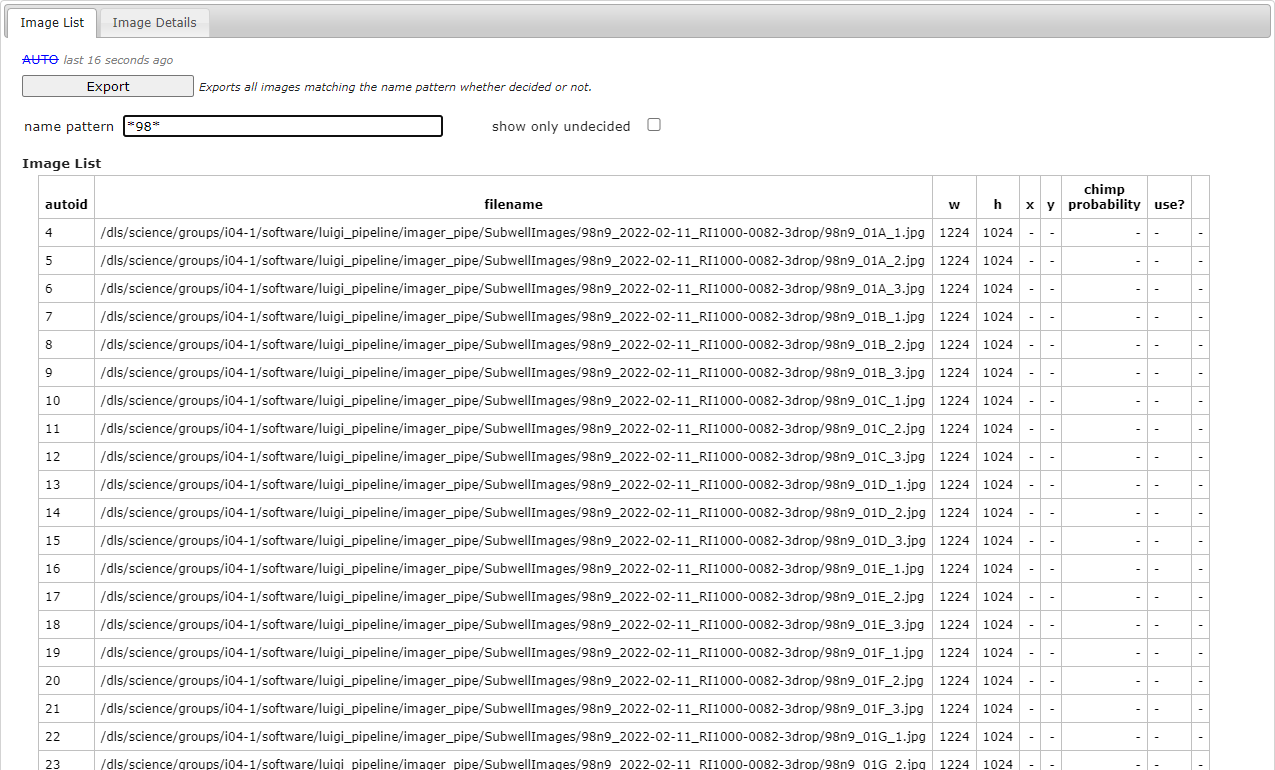 Image List Image Details
AUTO last 16 seconds ago
Export Exports all images matching the name pattern whether decided or not.
name pattern *98* show only undecided
Image List
autoid filename w h x y chimp probability use?
4 /dls/science/groups/i04-1/software/luigi_pipeline/imager_pipe/SubwellImages/98n9_2022-02-11_RI1000-0082-3drop/98n9_01A_1.jpg 1224 1024 - - - - -
5 /dls/science/groups/i04-1/software/luigi_pipeline/imager_pipe/SubwellImages/98n9_2022-02-11_RI1000-0082-3drop/98n9_01A_2.jpg 1224 1024 - - - - -
6 /dls/science/groups/i04-1/software/luigi_pipeline/imager_pipe/SubwellImages/98n9_2022-02-11_RI1000-0082-3drop/98n9_01A_3.jpg 1224 1024 - - - - -
7 /dls/science/groups/i04-1/software/luigi_pipeline/imager_pipe/SubwellImages/98n9_2022-02-11_RI1000-0082-3drop/98n9_01B_1.jpg 1224 1024 - - - - -
8 /dls/science/groups/i04-1/software/luigi_pipeline/imager_pipe/SubwellImages/98n9_2022-02-11_RI1000-0082-3drop/98n9_01B_2.jpg 1224 1024 - - - - -
9 /dls/science/groups/i04-1/software/luigi_pipeline/imager_pipe/SubwellImages/98n9_2022-02-11_RI1000-0082-3drop/98n9_01B_3.jpg 1224 1024 - - - - -
10 /dls/science/groups/i04-1/software/luigi_pipeline/imager_pipe/SubwellImages/98n9_2022-02-11_RI1000-0082-3drop/98n9_01C_1.jpg 1224 1024 - - - - -
11 /dls/science/groups/i04-1/software/luigi_pipeline/imager_pipe/SubwellImages/98n9_2022-02-11_RI1000-0082-3drop/98n9_01C_2.jpg 1224 1024 - - - - -
12 /dls/science/groups/i04-1/software/luigi_pipeline/imager_pipe/SubwellImages/98n9_2022-02-11_RI1000-0082-3drop/98n9_01C_3.jpg 1224 1024 - - - - -
13 /dls/science/groups/i04-1/software/luigi_pipeline/imager_pipe/SubwellImages/98n9_2022-02-11_RI1000-0082-3drop/98n9_01D_1.jpg 1224 1024 - - - - -
14 /dls/science/groups/i04-1/software/luigi_pipeline/imager_pipe/SubwellImages/98n9_2022-02-11_RI1000-0082-3drop/98n9_01D_2.jpg 1224 1024 - - - - -
15 /dls/science/groups/i04-1/software/luigi_pipeline/imager_pipe/SubwellImages/98n9_2022-02-11_RI1000-0082-3drop/98n9_01D_3.jpg 1224 1024 - - - - -
16 /dls/science/groups/i04-1/software/luigi_pipeline/imager_pipe/SubwellImages/98n9_2022-02-11_RI1000-0082-3drop/98n9_01E_1.jpg 1224 1024 - - - - -
17 /dls/science/groups/i04-1/software/luigi_pipeline/imager_pipe/SubwellImages/98n9_2022-02-11_RI1000-0082-3drop/98n9_01E_2.jpg 1224 1024 - - - - -
18 /dls/science/groups/i04-1/software/luigi_pipeline/imager_pipe/SubwellImages/98n9_2022-02-11_RI1000-0082-3drop/98n9_01E_3.jpg 1224 1024 - - - - -
19 /dls/science/groups/i04-1/software/luigi_pipeline/imager_pipe/SubwellImages/98n9_2022-02-11_RI1000-0082-3drop/98n9_01F_1.jpg 1224 1024 - - - - -
20 /dls/science/groups/i04-1/software/luigi_pipeline/imager_pipe/SubwellImages/98n9_2022-02-11_RI1000-0082-3drop/98n9_01F_2.jpg 1224 1024 - - - - -
21 /dls/science/groups/i04-1/software/luigi_pipeline/imager_pipe/SubwellImages/98n9_2022-02-11_RI1000-0082-3drop/98n9_01F_3.jpg 1224 1024 - - - - -
22 /dls/science/groups/i04-1/software/luigi_pipeline/imager_pipe/SubwellImages/98n9_2022-02-11_RI1000-0082-3drop/98n9_01G_1.jpg 1224 1024 - - - - -
23 /dls/science/groups/i04-1/software/luigi_pipeline/imager_pipe/SubwellImages/98n9_2022-02-11_RI1000-0082-3drop/98n9_01G_2.jpg 1224 1024 - - - - -